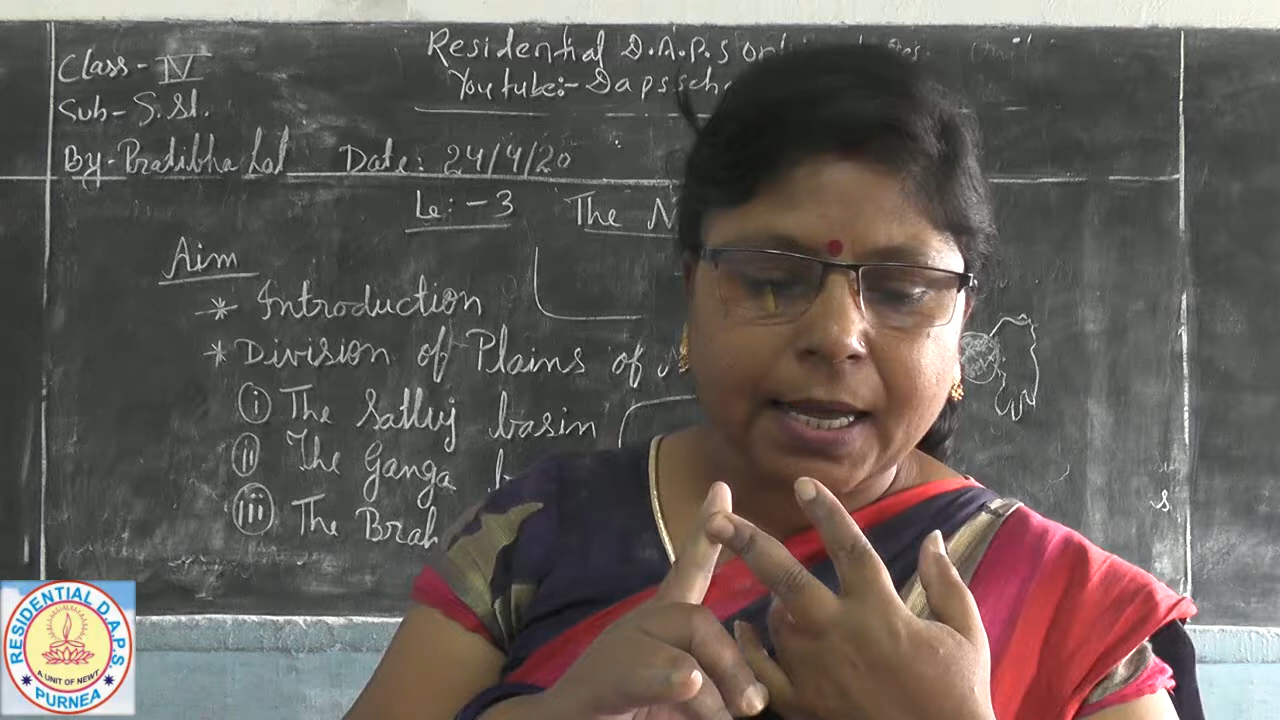 Class- IV
Residential D.A.P.S
Sub- S.St.
Youtube:- Dapssch
By- Pratibha Lal Date: 24/4/20
Le:- 3 The N
Aim
* Introduction
* Division of Plains of
(i) The Satluj basin
(ii) The Ganga
(iii) The Brah
RESIDENTIAL D.A.P.S.
A UNIT OF NEWT
PURNEA